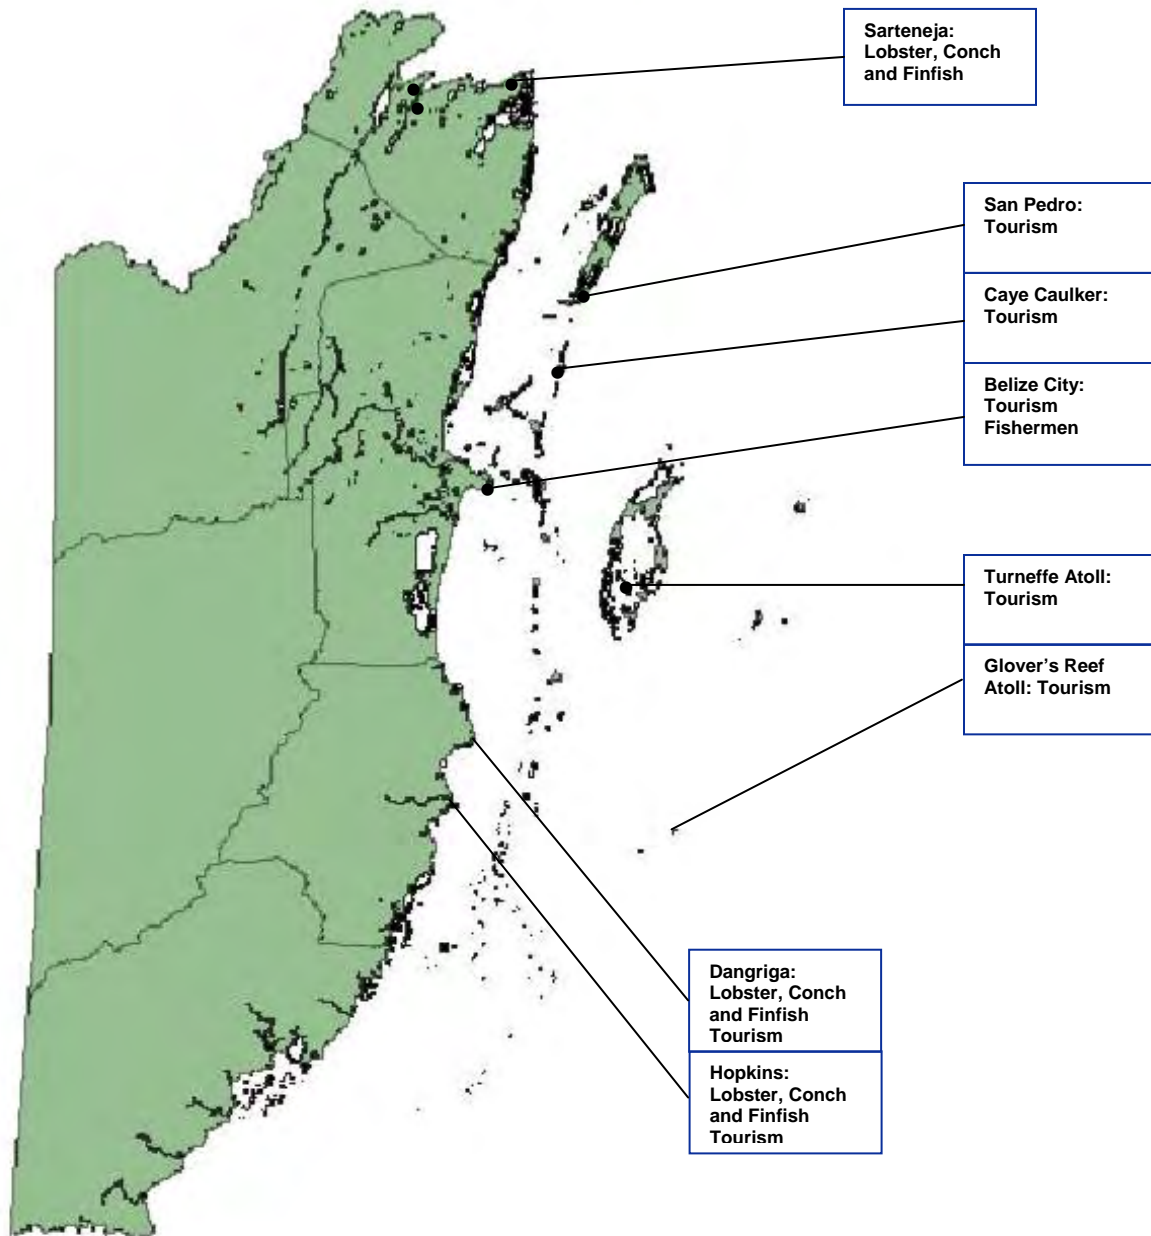 Sarteneja:
Lobster, Conch
and Finfish
San Pedro:
Tourism
Caye Caulker:
Tourism
Belize City:
Tourism
Fishermen
Turneffe Atoll:
Tourism
Glover's Reef
Atoll: Tourism
Dangriga:
Lobster, Conch
and Finfish
Tourism
Hopkins:
Lobster, Conch
and Finfish
Tourism